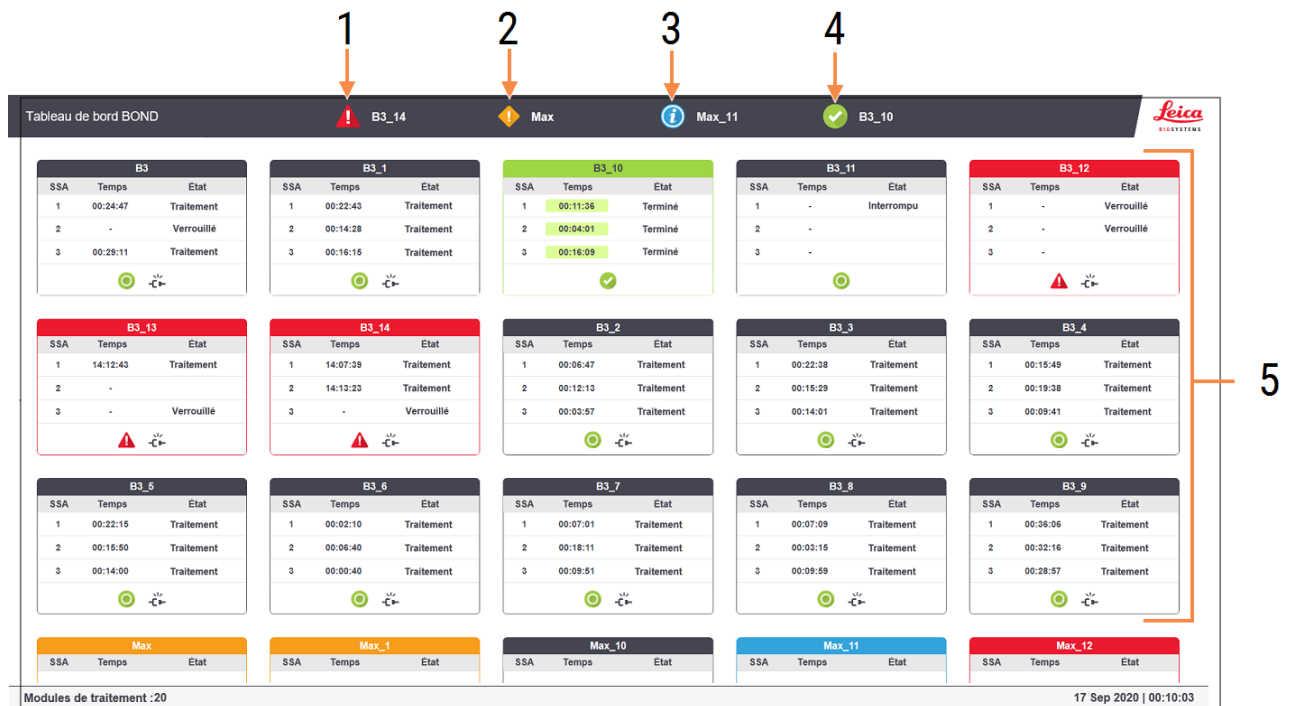 1 2 3 4
Tableau de bord BOND B3_14 Max Max_11 B3_10 Leica BIOSYSTEMS
B3 B3_1 B3_10 B3_11 B3_12
SSA Temps État SSA Temps État SSA Temps État SSA Temps État SSA Temps État
1 00:24:47 Traitement 1 00:22:43 Traitement 1 00:11:36 Terminé 1 - Interrompu 1 - Verrouillé
2 - Verrouillé 2 00:14:28 Traitement 2 00:04:01 Terminé 2 - 2 - Verrouillé
3 00:29:11 Traitement 3 00:16:15 Traitement 3 00:16:09 Terminé 3 - 3 -
B3_13 B3_14 B3_2 B3_3 B3_4
SSA Temps État SSA Temps État SSA Temps État SSA Temps État SSA Temps État
1 14:12:43 Traitement 1 14:07:39 Traitement 1 00:06:47 Traitement 1 00:22:38 Traitement 1 00:15:49 Traitement
2 - 2 14:13:23 Traitement 2 00:12:13 Traitement 2 00:15:29 Traitement 2 00:19:38 Traitement
3 - Verrouillé 3 - Verrouillé 3 00:03:57 Traitement 3 00:14:01 Traitement 3 00:09:41 Traitement
5
B3_5 B3_6 B3_7 B3_8 B3_9
SSA Temps État SSA Temps État SSA Temps État SSA Temps État SSA Temps État
1 00:22:15 Traitement 1 00:02:10 Traitement 1 00:07:01 Traitement 1 00:07:09 Traitement 1 00:36:06 Traitement
2 00:15:50 Traitement 2 00:06:40 Traitement 2 00:18:11 Traitement 2 00:03:15 Traitement 2 00:32:16 Traitement
3 00:14:00 Traitement 3 00:00:40 Traitement 3 00:09:51 Traitement 3 00:09:59 Traitement 3 00:28:57 Traitement
Max Max_1 Max_10 Max_11 Max_12
SSA Temps État SSA Temps État SSA Temps État SSA Temps État SSA Temps État
Modules de traitement :20 17 Sep 2020 | 00:10:03